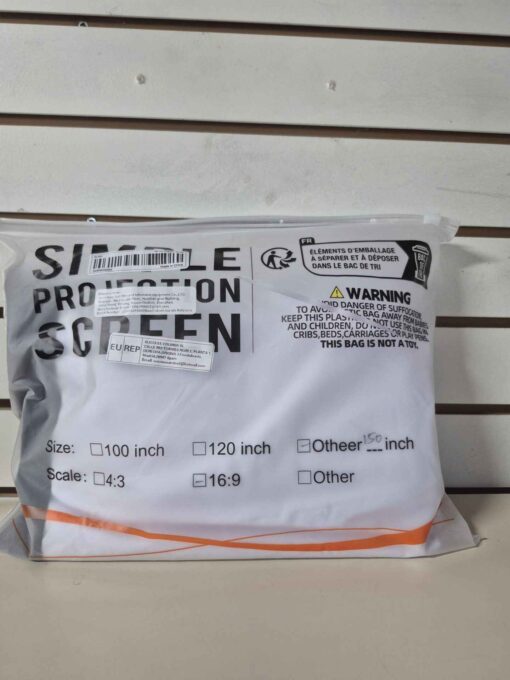 SIMPLE
PROJECTION
SCREEN
Made in China
EU REP
FR
ÉLÉMENTS D'EMBALLAGE
À SÉPARER ET À DÉPOSER
DANS LE BAC DE TRI
WARNING
TO AVOID DANGER OF SUFFOCATION
KEEP THIS PLASTIC BAG AWAY FROM BABIES
AND CHILDREN, DO NOT USE THIS BAG IN
CRIBS,BEDS,CARRIAGES OR PLAY PENS.
THIS BAG IS NOT A TOY.
Size: 100 inch 120 inch Otheer 150 inch
Scale: 4:3 16:9 Other